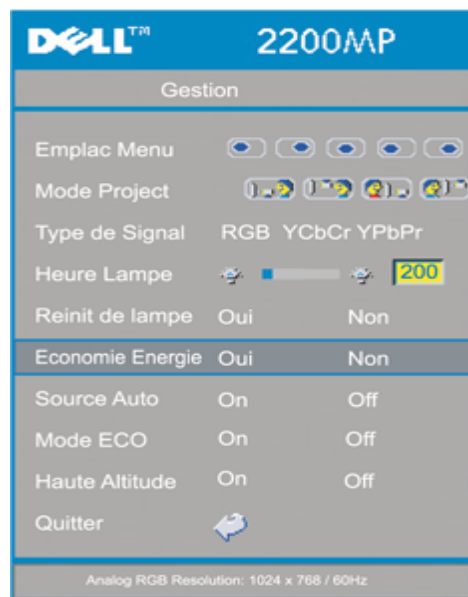 DELL™ 2200MP
Gestion
Emplac Menu
Mode Project
Type de Signal RGB YCbCr YPbPr
Heure Lampe 200
Reinit de lampe Oui Non
Economie Energie Oui Non
Source Auto On Off
Mode ECO On Off
Haute Altitude On Off
Quitter
Analog RGB Resolution: 1024 x 768 / 60Hz